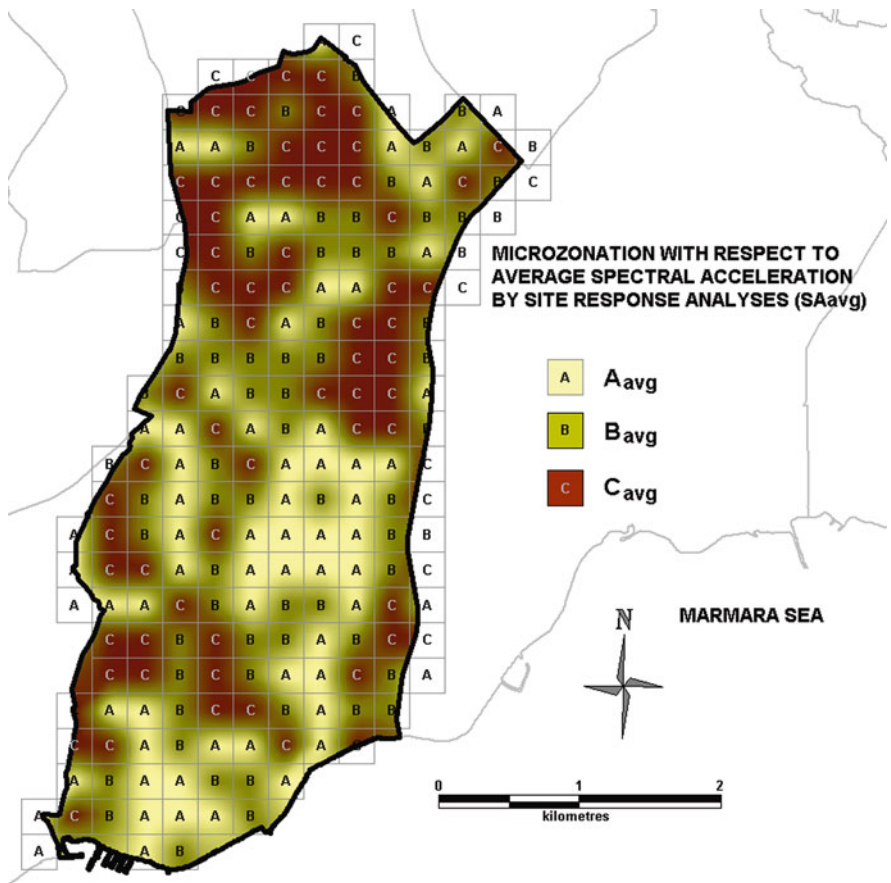 C
C C C C B
C C B C C A B A
A A B C C C A B A C B
C C C C C C B A C B C
C C A A B B C B B B
C C B C B B B A B
MICROZONATION WITH RESPECT TO
AVERAGE SPECTRAL ACCELERATION
BY SITE RESPONSE ANALYSES (SAavg)
C C C A A C C C
A B C A B C C B
B B B B B C C B
B C A B B C C C A
A A C A B A C C B
B C A B C A A A A C
C B A B B A B A B C
A C B A C A A A A B B
A C C A B A A A A B C
A A A C B A B B A C A
C C B C B B A B C C
C C B C B A A C B A
A A B C C B A B B
C C A B A A C A
A B A A B B A
A C B A A A B
A A B
A Aavg
B Bavg
C Cavg
MARMARA SEA
N
0 1 2
kilometres